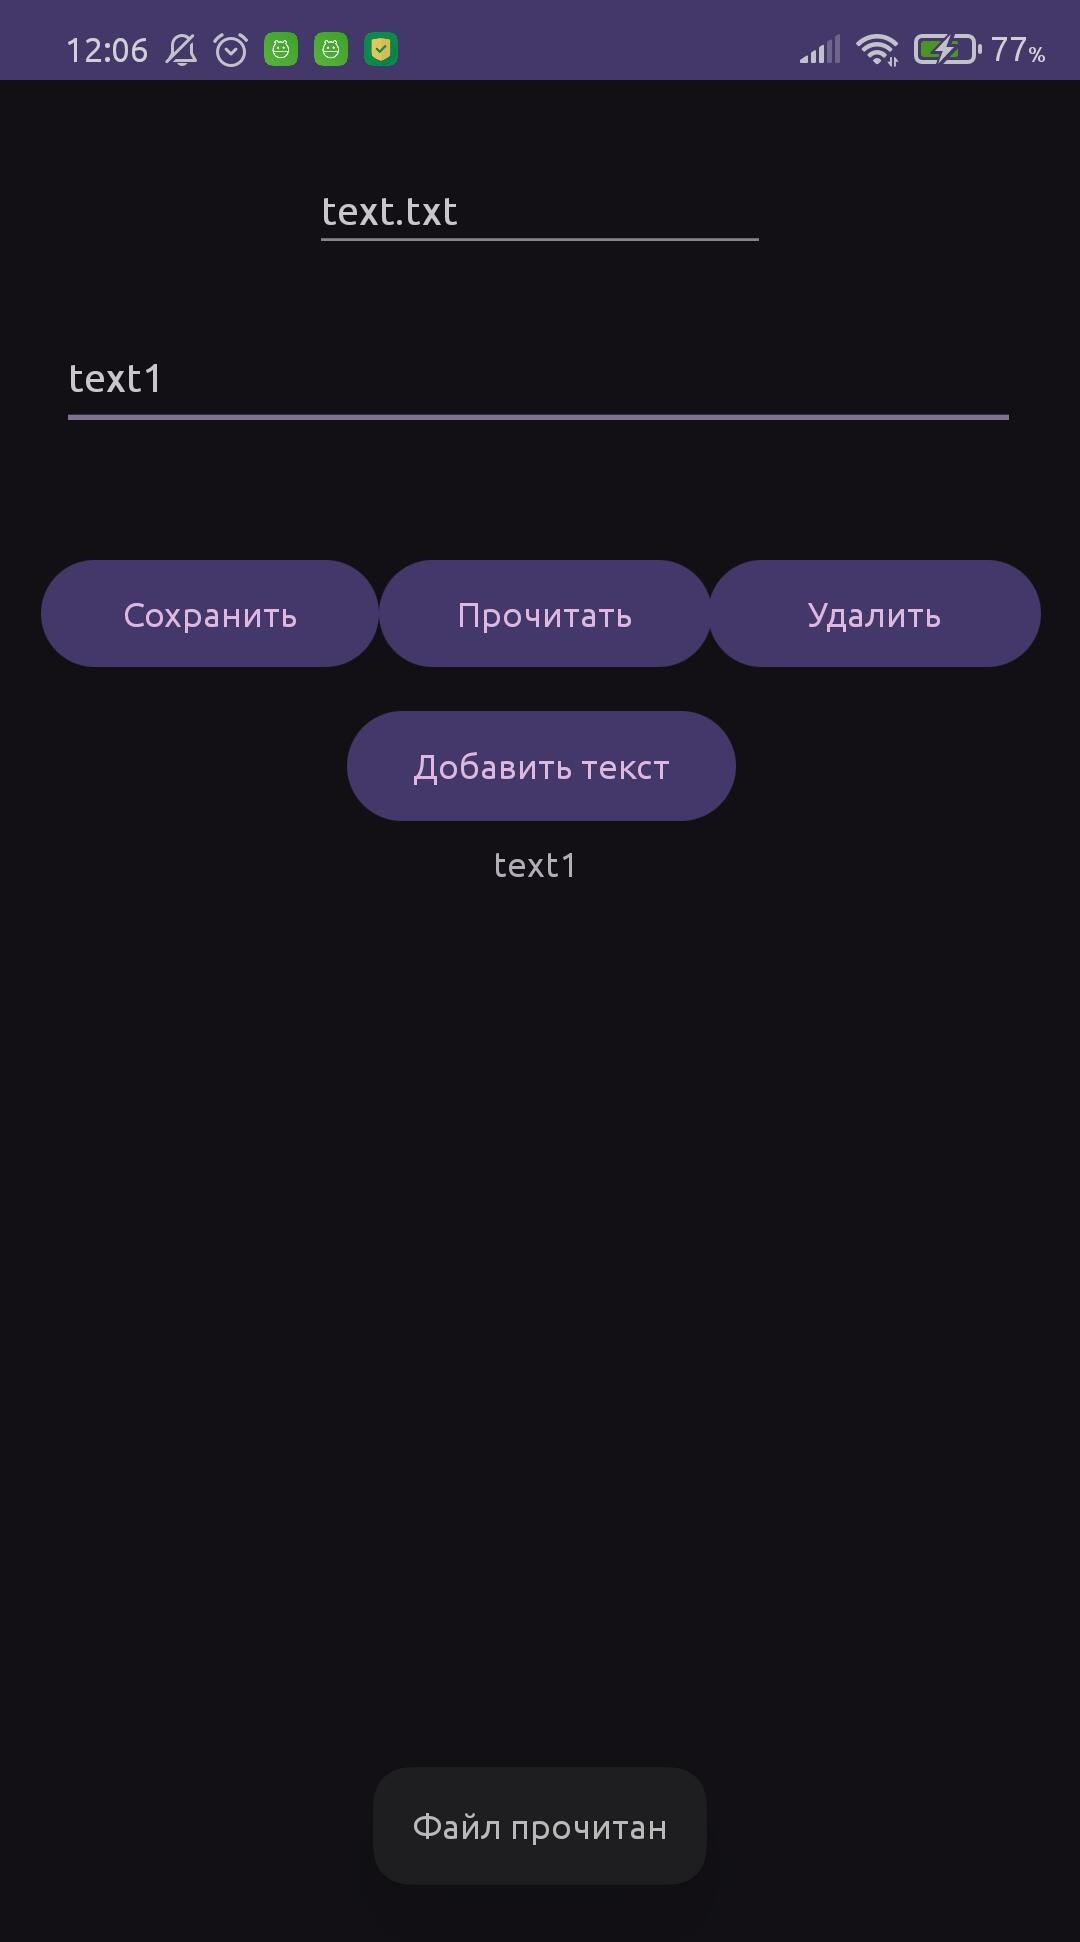 12:06 77%
text.txt
text1
Сохранить Прочитать Удалить
Добавить текст
text1
Файл прочитан